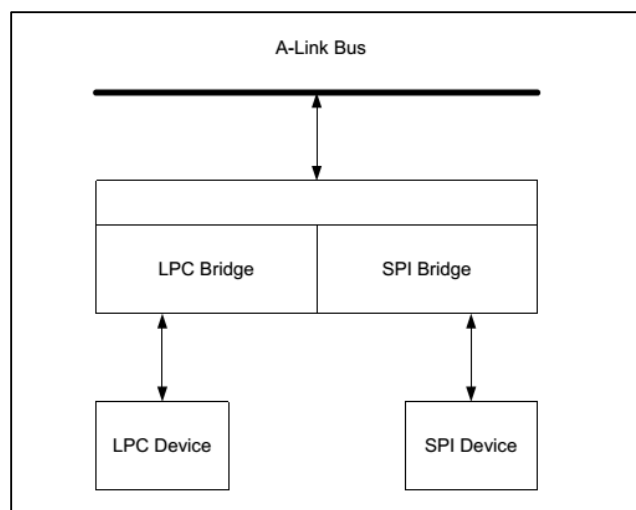 A-Link Bus
LPC Bridge
SPI Bridge
LPC Device
SPI Device